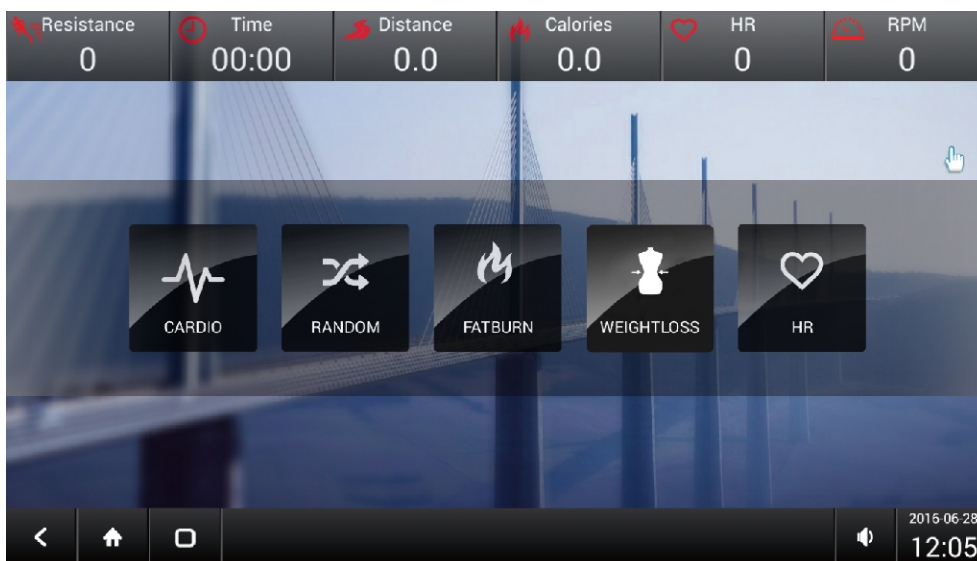 Resistance Time Distance Calories HR RPM
0 00:00 0.0 0.0 0 0
CARDIO RANDOM FATBURN WEIGHTLOSS HR
2016-06-28
12:05